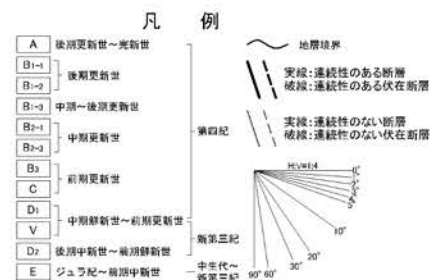 凡 例
A 後期更新世～完新世
B1-1
B1-2
後期更新世
B1-3 中期～後期更新世
B2-1
B2-2
中期更新世
B3
C
前期更新世
D1
V
中期鮮新世～前期更新世
D2 後期中新世～前期鮮新世
E ジュラ紀～前期中新世
第四紀
新第三紀
中生代～
新第三紀
地層境界
実線：連続性のある断層
破線：連続性のある伏在断層
実線：連続性のない断層
破線：連続性のない伏在断層
H:V=1:4
0°
5°
10°
20°
30°
60°
90°